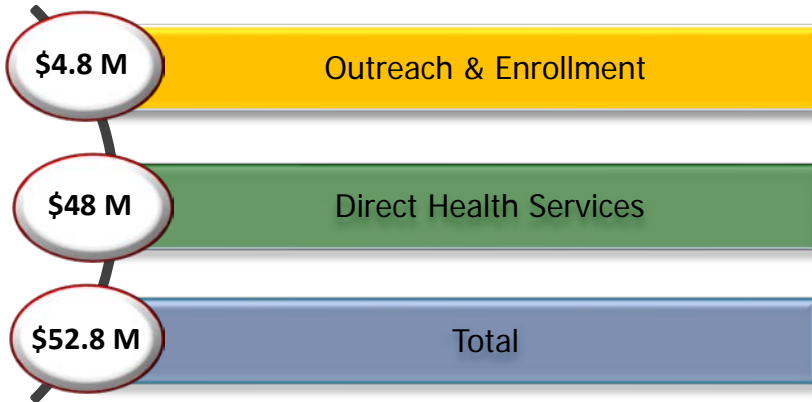 $4.8 M
Outreach & Enrollment
$48 M
Direct Health Services
$52.8 M
Total